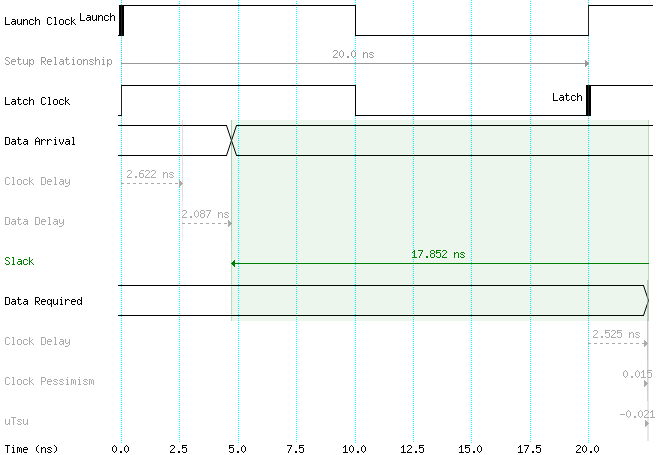 Launch Clock Launch
Setup Relationship 20.0 ns
Latch Clock Latch
Data Arrival
Clock Delay 2.622 ns
Data Delay 2.087 ns
Slack 17.852 ns
Data Required
Clock Delay 2.525 ns
Clock Pessimism 0.015
uTsu -0.021
Time (ns) 0.0 2.5 5.0 7.5 10.0 12.5 15.0 17.5 20.0